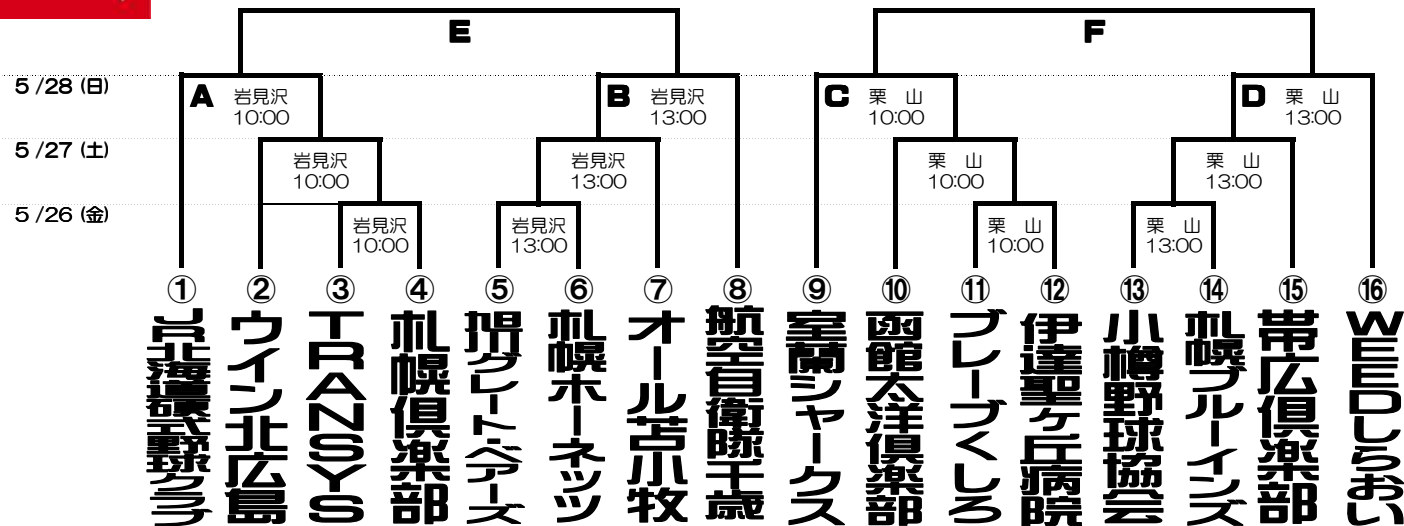 E
F
5/28 (日)
A
岩見沢
10:00
B
岩見沢
13:00
C
栗 山
10:00
D
栗 山
13:00
5/27 (土)
岩見沢
10:00
岩見沢
13:00
栗 山
10:00
栗 山
13:00
5/26 (金)
岩見沢
10:00
岩見沢
13:00
栗 山
10:00
栗 山
13:00
①
JR北海道硬式野球クラブ
②
ウイン北広島
③
TRANSYS
④
札幌倶楽部
⑤
旭川グレート・ベアーズ
⑥
札幌ホーネッツ
⑦
オール苫小牧
⑧
航空自衛隊千歳
⑨
室蘭シャークス
⑩
函館太洋倶楽部
⑪
ブレーブくしろ
⑫
伊達聖ヶ丘病院
⑬
小樽野球協会
⑭
札幌ブルーインズ
⑮
帯広倶楽部
⑯
WEEDしらおい